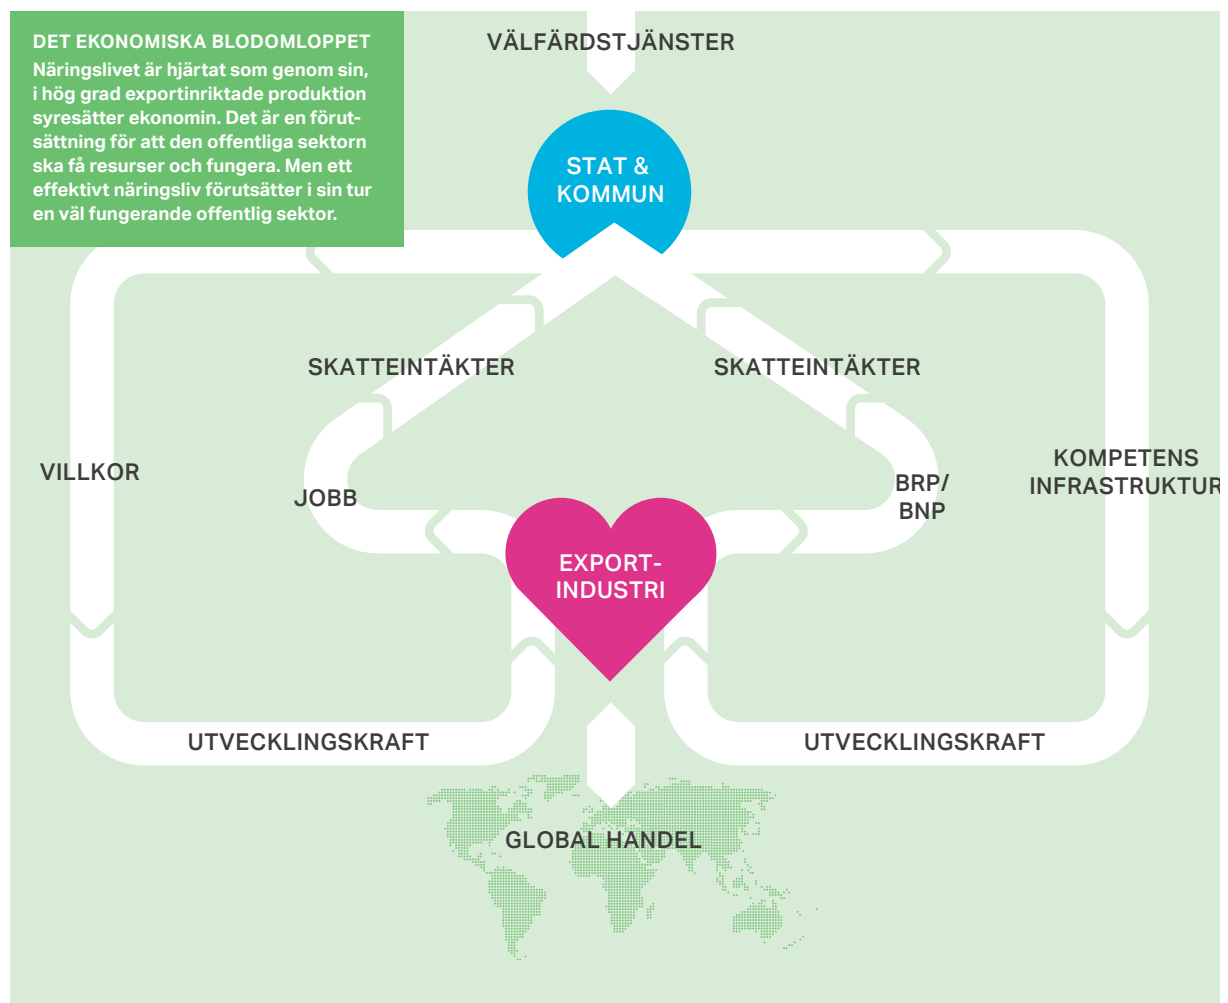 DET EKONOMISKA BLODOMLOPPET
Näringslivet är hjärtat som genom sin,
i hög grad exportinriktade produktion
syresätter ekonomin. Det är en förut-
sättning för att den offentliga sektorn
ska få resurser och fungera. Men ett
effektivt näringsliv förutsätter i sin tur
en väl fungerande offentlig sektor.
VÄLFÄRDSTJÄNSTER
STAT &
KOMMUN
SKATTEINTÄKTER
SKATTEINTÄKTER
VILLKOR
JOBB
BRP/
BNP
KOMPETENS
INFRASTRUKTUR
EXPORT-
INDUSTRI
UTVECKLINGSKRAFT
UTVECKLINGSKRAFT
GLOBAL HANDEL